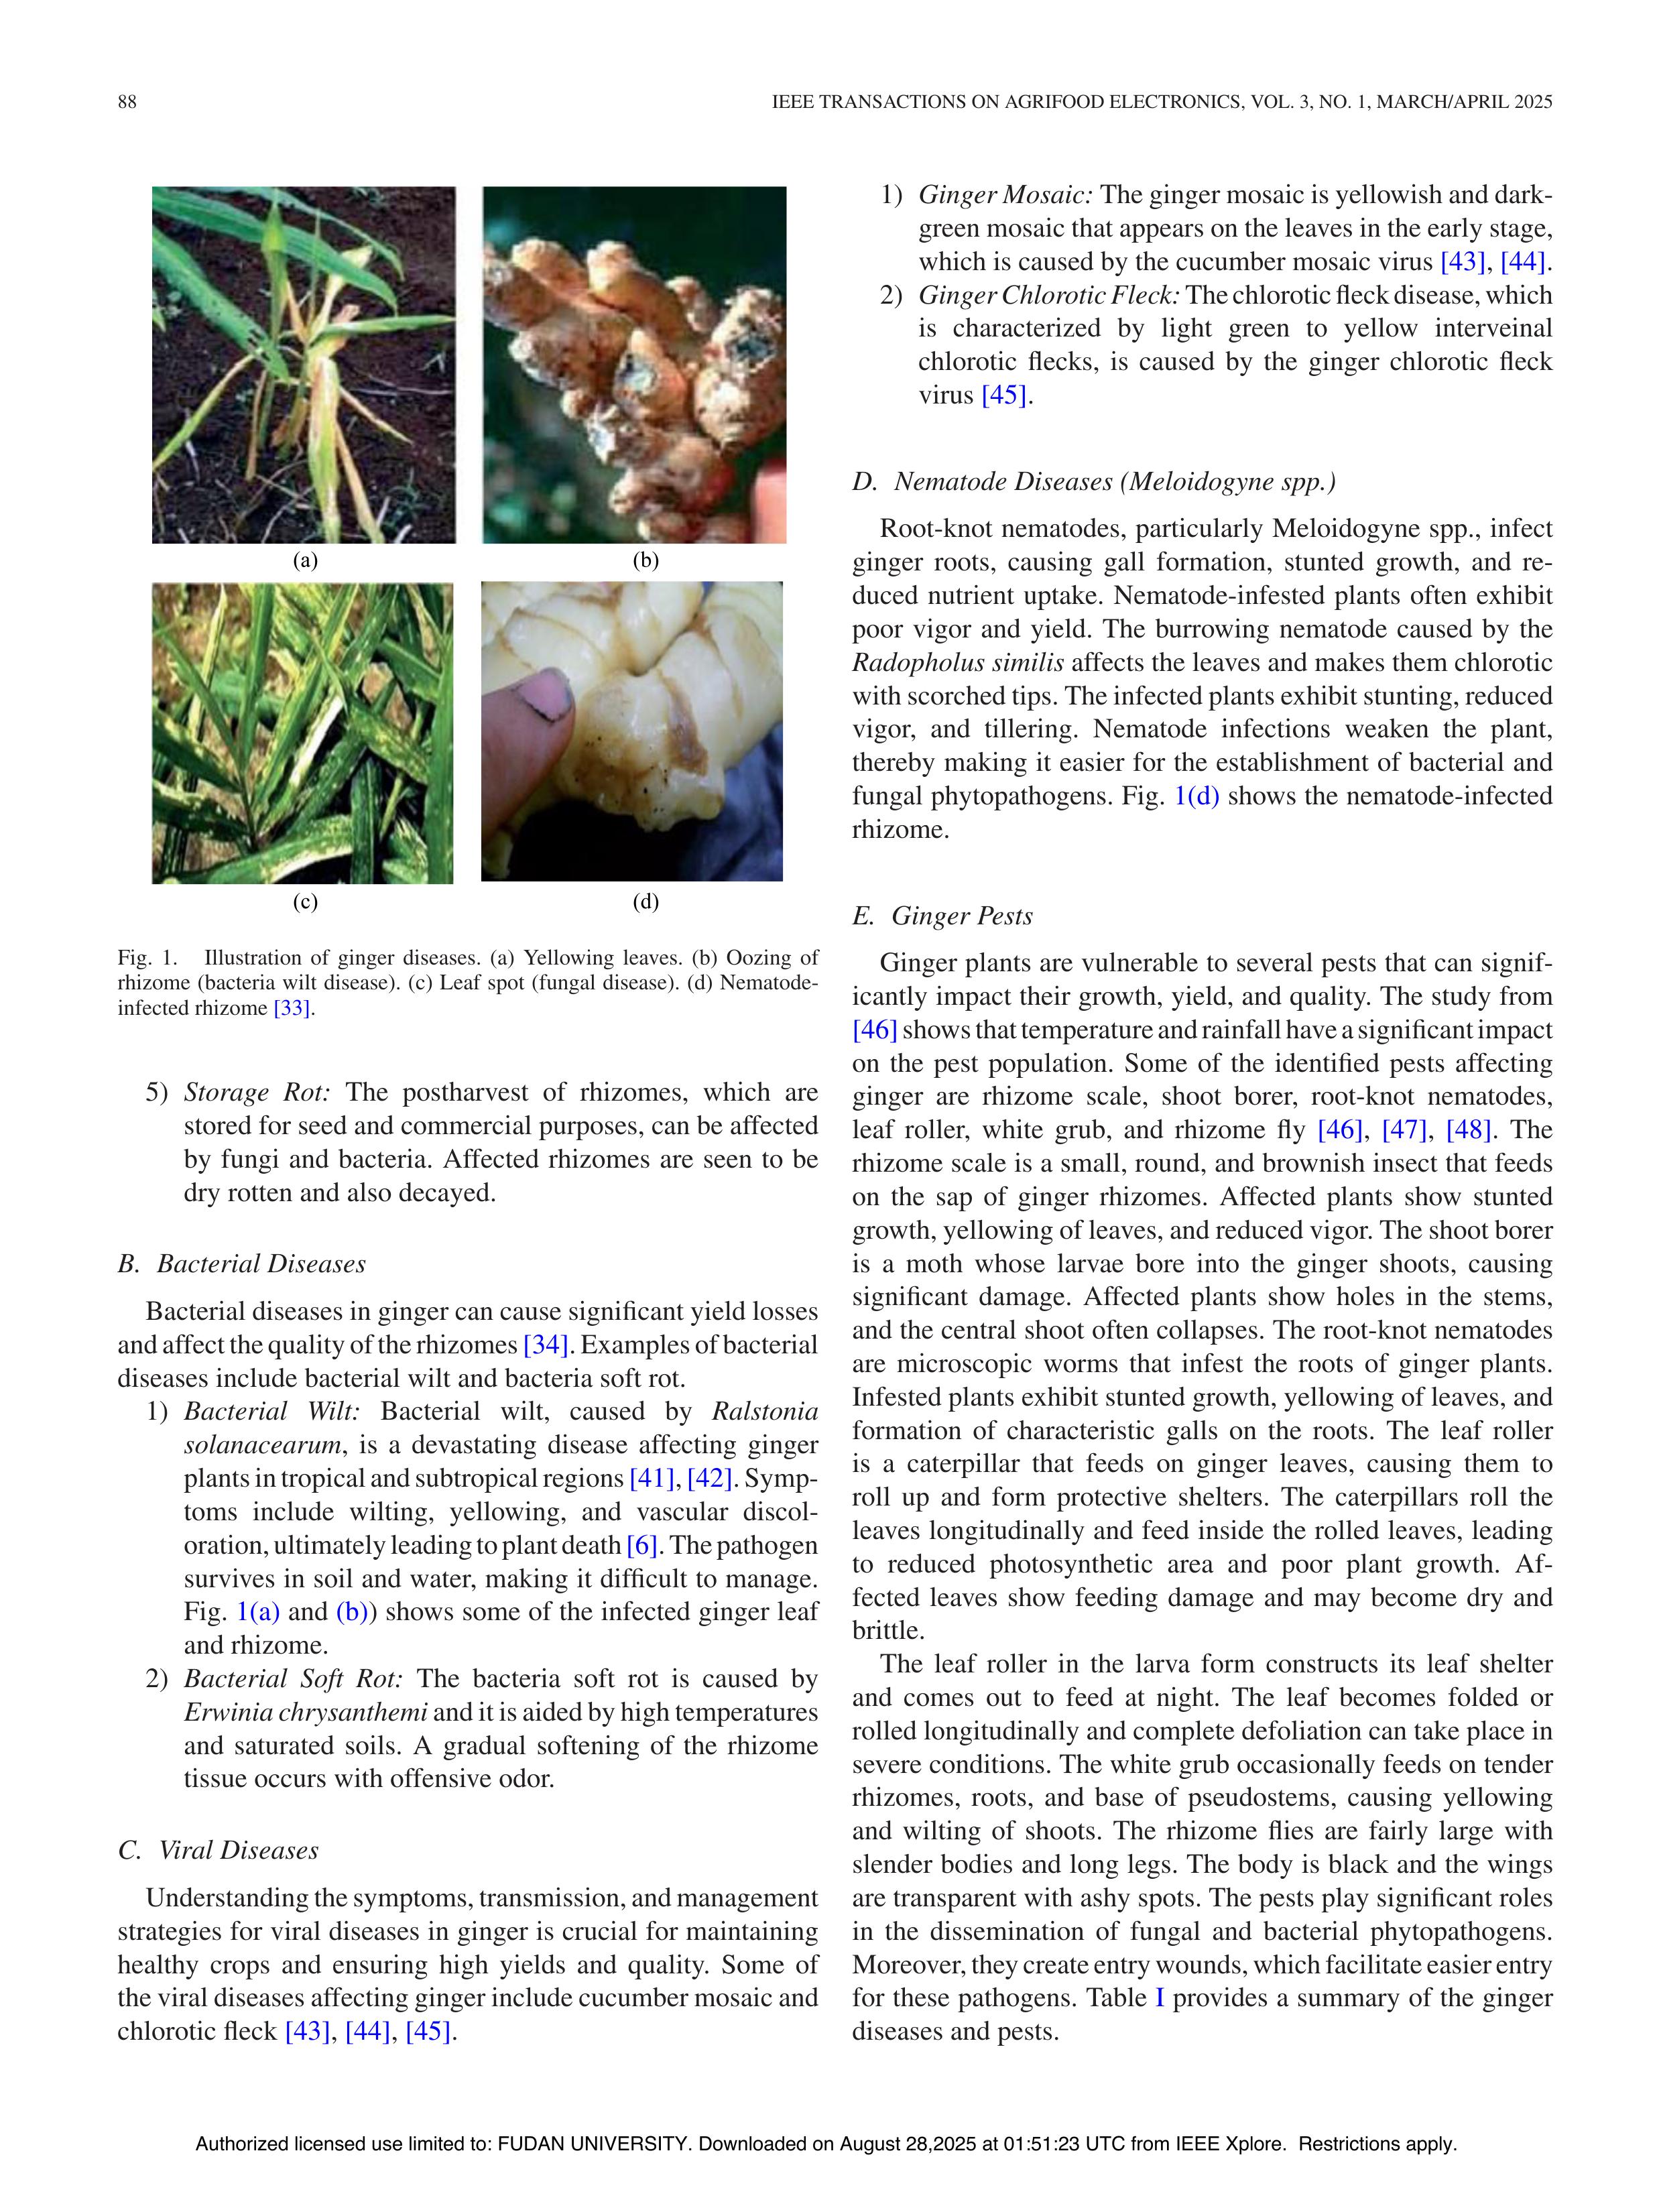 88
IEEE TRANSACTIONS ON AGRIFOOD ELECTRONICS, VOL. 3, NO. 1, MARCH/APRIL 2025
(a)
(b)
(c)
(d)
Fig. 1. Illustration of ginger diseases. (a) Yellowing leaves. (b) Oozing of
rhizome (bacteria wilt disease). (c) Leaf spot (fungal disease). (d) Nematode-
infected rhizome [33].
5) Storage Rot: The postharvest of rhizomes, which are
stored for seed and commercial purposes, can be affected
by fungi and bacteria. Affected rhizomes are seen to be
dry rotten and also decayed.
B. Bacterial Diseases
Bacterial diseases in ginger can cause significant yield losses
and affect the quality of the rhizomes [34]. Examples of bacterial
diseases include bacterial wilt and bacteria soft rot.
1) Bacterial Wilt: Bacterial wilt, caused by Ralstonia
solanacearum, is a devastating disease affecting ginger
plants in tropical and subtropical regions [41], [42]. Symp-
toms include wilting, yellowing, and vascular discol-
oration, ultimately leading to plant death [6]. The pathogen
survives in soil and water, making it difficult to manage.
Fig. 1(a) and (b)) shows some of the infected ginger leaf
and rhizome.
2) Bacterial Soft Rot: The bacteria soft rot is caused by
Erwinia chrysanthemi and it is aided by high temperatures
and saturated soils. A gradual softening of the rhizome
tissue occurs with offensive odor.
C. Viral Diseases
Understanding the symptoms, transmission, and management
strategies for viral diseases in ginger is crucial for maintaining
healthy crops and ensuring high yields and quality. Some of
the viral diseases affecting ginger include cucumber mosaic and
chlorotic fleck [43], [44], [45].
1) Ginger Mosaic: The ginger mosaic is yellowish and dark-
green mosaic that appears on the leaves in the early stage,
which is caused by the cucumber mosaic virus [43], [44].
2) Ginger Chlorotic Fleck: The chlorotic fleck disease, which
is characterized by light green to yellow interveinal
chlorotic flecks, is caused by the ginger chlorotic fleck
virus [45].
D. Nematode Diseases (Meloidogyne spp.)
Root-knot nematodes, particularly Meloidogyne spp., infect
ginger roots, causing gall formation, stunted growth, and re-
duced nutrient uptake. Nematode-infested plants often exhibit
poor vigor and yield. The burrowing nematode caused by the
Radopholus similis affects the leaves and makes them chlorotic
with scorched tips. The infected plants exhibit stunting, reduced
vigor, and tillering. Nematode infections weaken the plant,
thereby making it easier for the establishment of bacterial and
fungal phytopathogens. Fig. 1(d) shows the nematode-infected
rhizome.
E. Ginger Pests
Ginger plants are vulnerable to several pests that can signif-
icantly impact their growth, yield, and quality. The study from
[46] shows that temperature and rainfall have a significant impact
on the pest population. Some of the identified pests affecting
ginger are rhizome scale, shoot borer, root-knot nematodes,
leaf roller, white grub, and rhizome fly [46], [47], [48]. The
rhizome scale is a small, round, and brownish insect that feeds
on the sap of ginger rhizomes. Affected plants show stunted
growth, yellowing of leaves, and reduced vigor. The shoot borer
is a moth whose larvae bore into the ginger shoots, causing
significant damage. Affected plants show holes in the stems,
and the central shoot often collapses. The root-knot nematodes
are microscopic worms that infest the roots of ginger plants.
Infested plants exhibit stunted growth, yellowing of leaves, and
formation of characteristic galls on the roots. The leaf roller
is a caterpillar that feeds on ginger leaves, causing them to
roll up and form protective shelters. The caterpillars roll the
leaves longitudinally and feed inside the rolled leaves, leading
to reduced photosynthetic area and poor plant growth. Af-
fected leaves show feeding damage and may become dry and
brittle.
The leaf roller in the larva form constructs its leaf shelter
and comes out to feed at night. The leaf becomes folded or
rolled longitudinally and complete defoliation can take place in
severe conditions. The white grub occasionally feeds on tender
rhizomes, roots, and base of pseudostems, causing yellowing
and wilting of shoots. The rhizome flies are fairly large with
slender bodies and long legs. The body is black and the wings
are transparent with ashy spots. The pests play significant roles
in the dissemination of fungal and bacterial phytopathogens.
Moreover, they create entry wounds, which facilitate easier entry
for these pathogens. Table I provides a summary of the ginger
diseases and pests.
Authorized licensed use limited to: FUDAN UNIVERSITY. Downloaded on August 28,2025 at 01:51:23 UTC from IEEE Xplore. Restrictions apply.